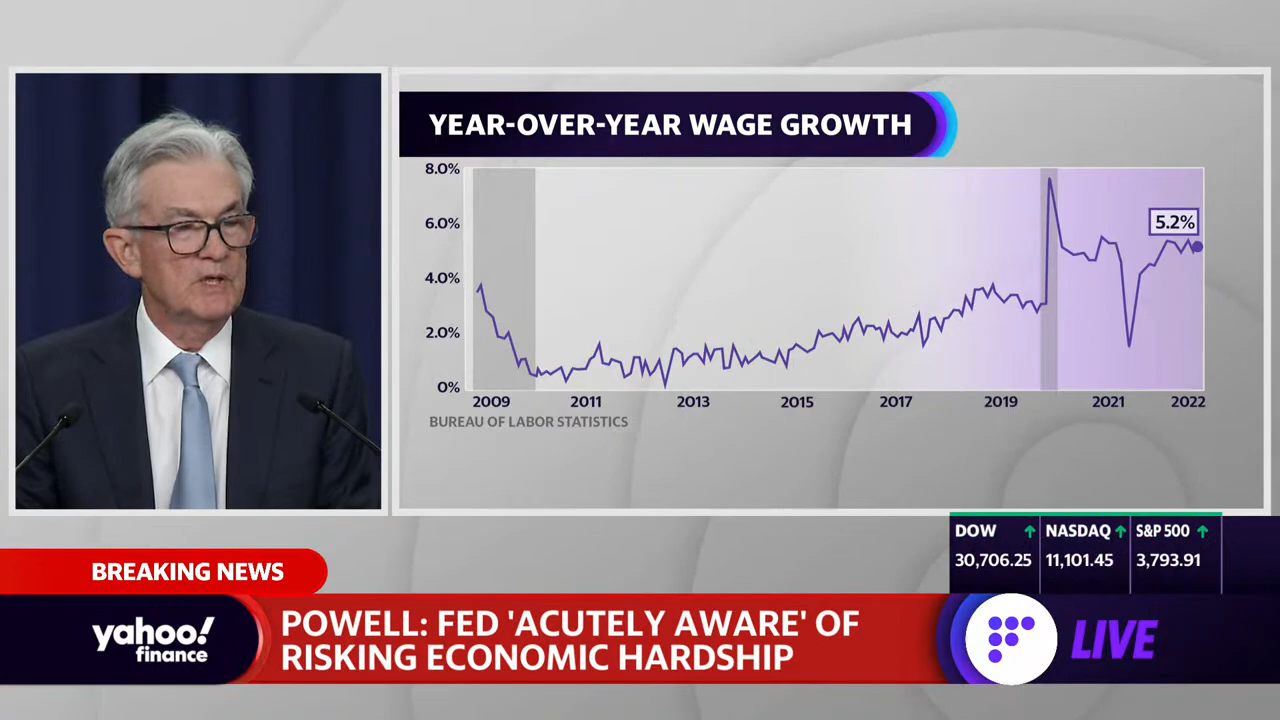 YEAR-OVER-YEAR WAGE GROWTH
8.0%
6.0%
4.0%
2.0%
0%
5.2%
2009 2011 2013 2015 2017 2019 2021 2022
BUREAU OF LABOR STATISTICS
DOW NASDAQ S&P 500
30,706.25 11,101.45 3,793.91
BREAKING NEWS
yahoo!
finance
POWELL: FED 'ACUTELY AWARE' OF
RISKING ECONOMIC HARDSHIP
LIVE